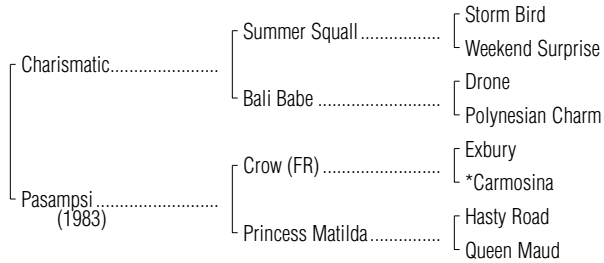 Storm Bird
Summer Squall....................
Weekend Surprise
Charismatic..........................
Drone
Bali Babe ..............................
Polynesian Charm
Exbury
Crow (FR) .............................
*Carmosina
Pasampsi..............................
(1983)
Hasty Road
Princess Matilda...................
Queen Maud